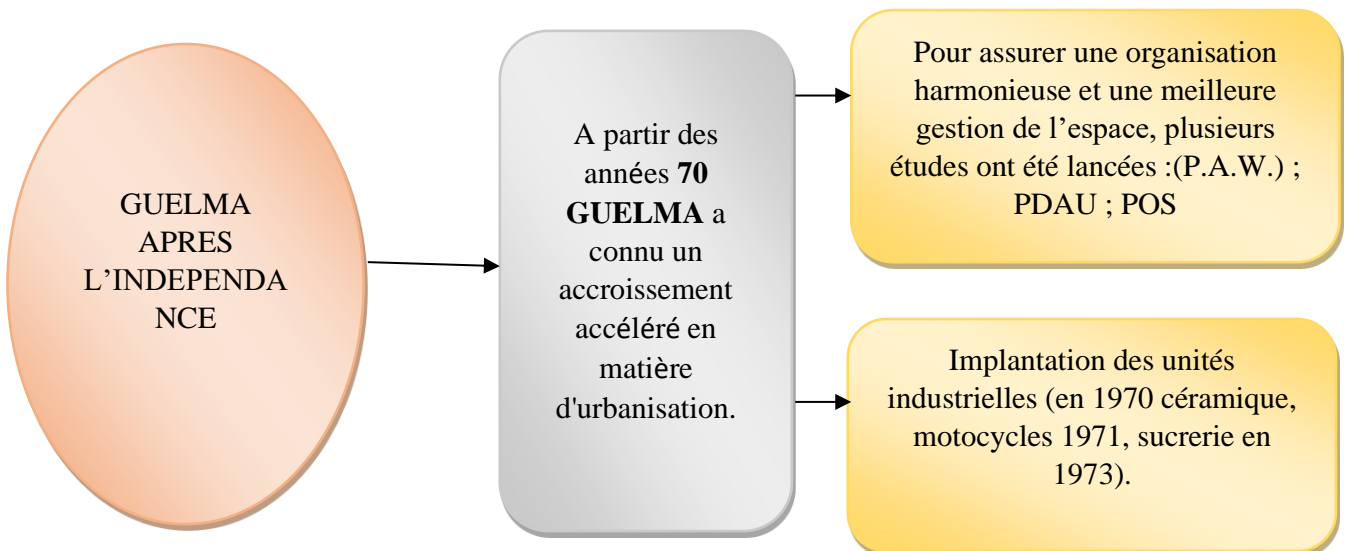 GUELMA
APRES
L’INDEPENDA
NCE
A partir des
années 70
GUELMA a
connu un
accroissement
accéléré en
matière
d'urbanisation.
Pour assurer une organisation
harmonieuse et une meilleure
gestion de l’espace, plusieurs
études ont été lancées :(P.A.W.) ;
PDAU ; POS
Implantation des unités
industrielles (en 1970 céramique,
motocycles 1971, sucrerie en
1973).